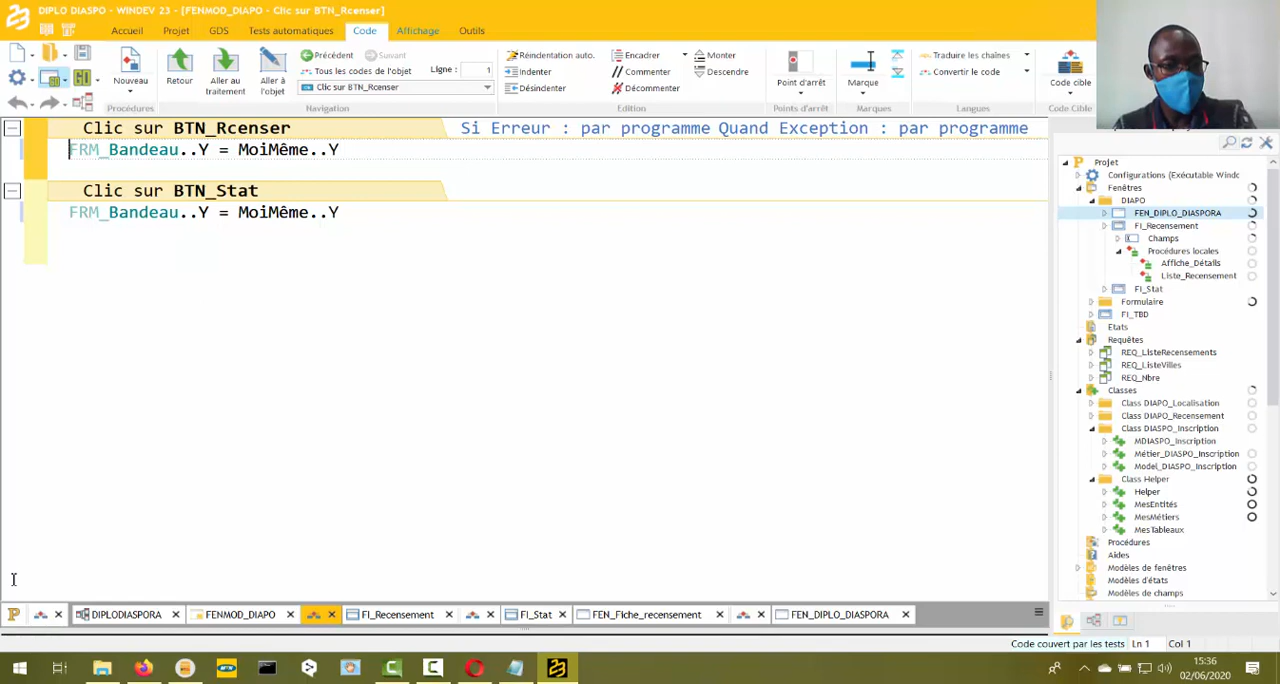 DIPLO DIASPO - WINDEV 23 - [FENMOD_DIAPO - Clic sur BTN_Rcenser]
Accueil Projet GDS Tests automatiques Code Affichage Outils
Nouveau
Procédures
Retour
Aller au traitement
Aller à l'objet
Précédent Suivant
Tous les codes de l'objet
Clic sur BTN_Rcenser
Ligne : 1
Navigation
Réindentation auto.
Indenter
Désindenter
Encadrer
Commenter
Décommenter
Monter
Descendre
Edition
Point d'arrêt
Points d'arrêt
Marque
Marques
Traduire les chaînes
Convertir le code
Langues
Code cible
Code Cible
Clic sur BTN_Rcenser Si Erreur : par programme Quand Exception : par programme
FRM_Bandeau..Y = MoiMême..Y
Clic sur BTN_Stat
FRM_Bandeau..Y = MoiMême..Y
Projet
Configurations (Exécutable Windc
Fenêtres
DIAPO
FEN_DIPLO_DIASPORA
FI_Recensement
Champs
Procédures locales
Affiche_Détails
Liste_Recensement
FI_Stat
Formulaire
FI_TBD
Etats
Requêtes
REQ_ListeRecensements
REQ_ListeVilles
REQ_Nbre
Classes
Class DIAPO_Localisation
Class DIAPO_Recensement
Class DIASPO_Inscription
MDIASPO_Inscription
Métier_DIASPO_Inscription
Model_DIASPO_Inscription
Class Helper
Helper
MesEntités
MesMétiers
MesTableaux
Procédures
Aides
Modèles de fenêtres
Modèles d'états
Modèles de champs
DIPLODIASPORA FENMOD_DIAPO FI_Recensement FI_Stat FEN_Fiche_recensement FEN_DIPLO_DIASPORA
Code couvert par les tests Ln 1 Col 1
15:36
02/06/2020